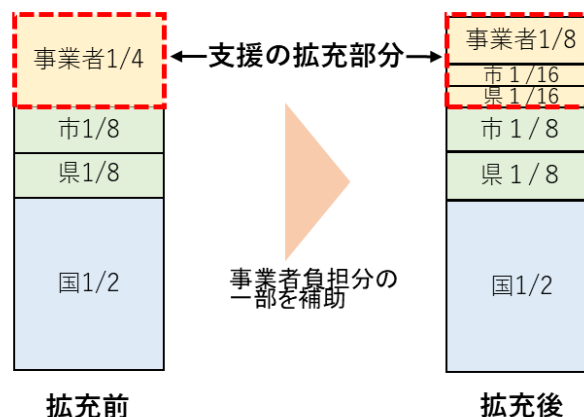 事業者1/4
支援の拡充部分
事業者1/8
市1/16
県1/16
市1/8
市1/8
県1/8
県1/8
事業者負担分の
一部を補助
国1/2
国1/2
拡充前
拡充後